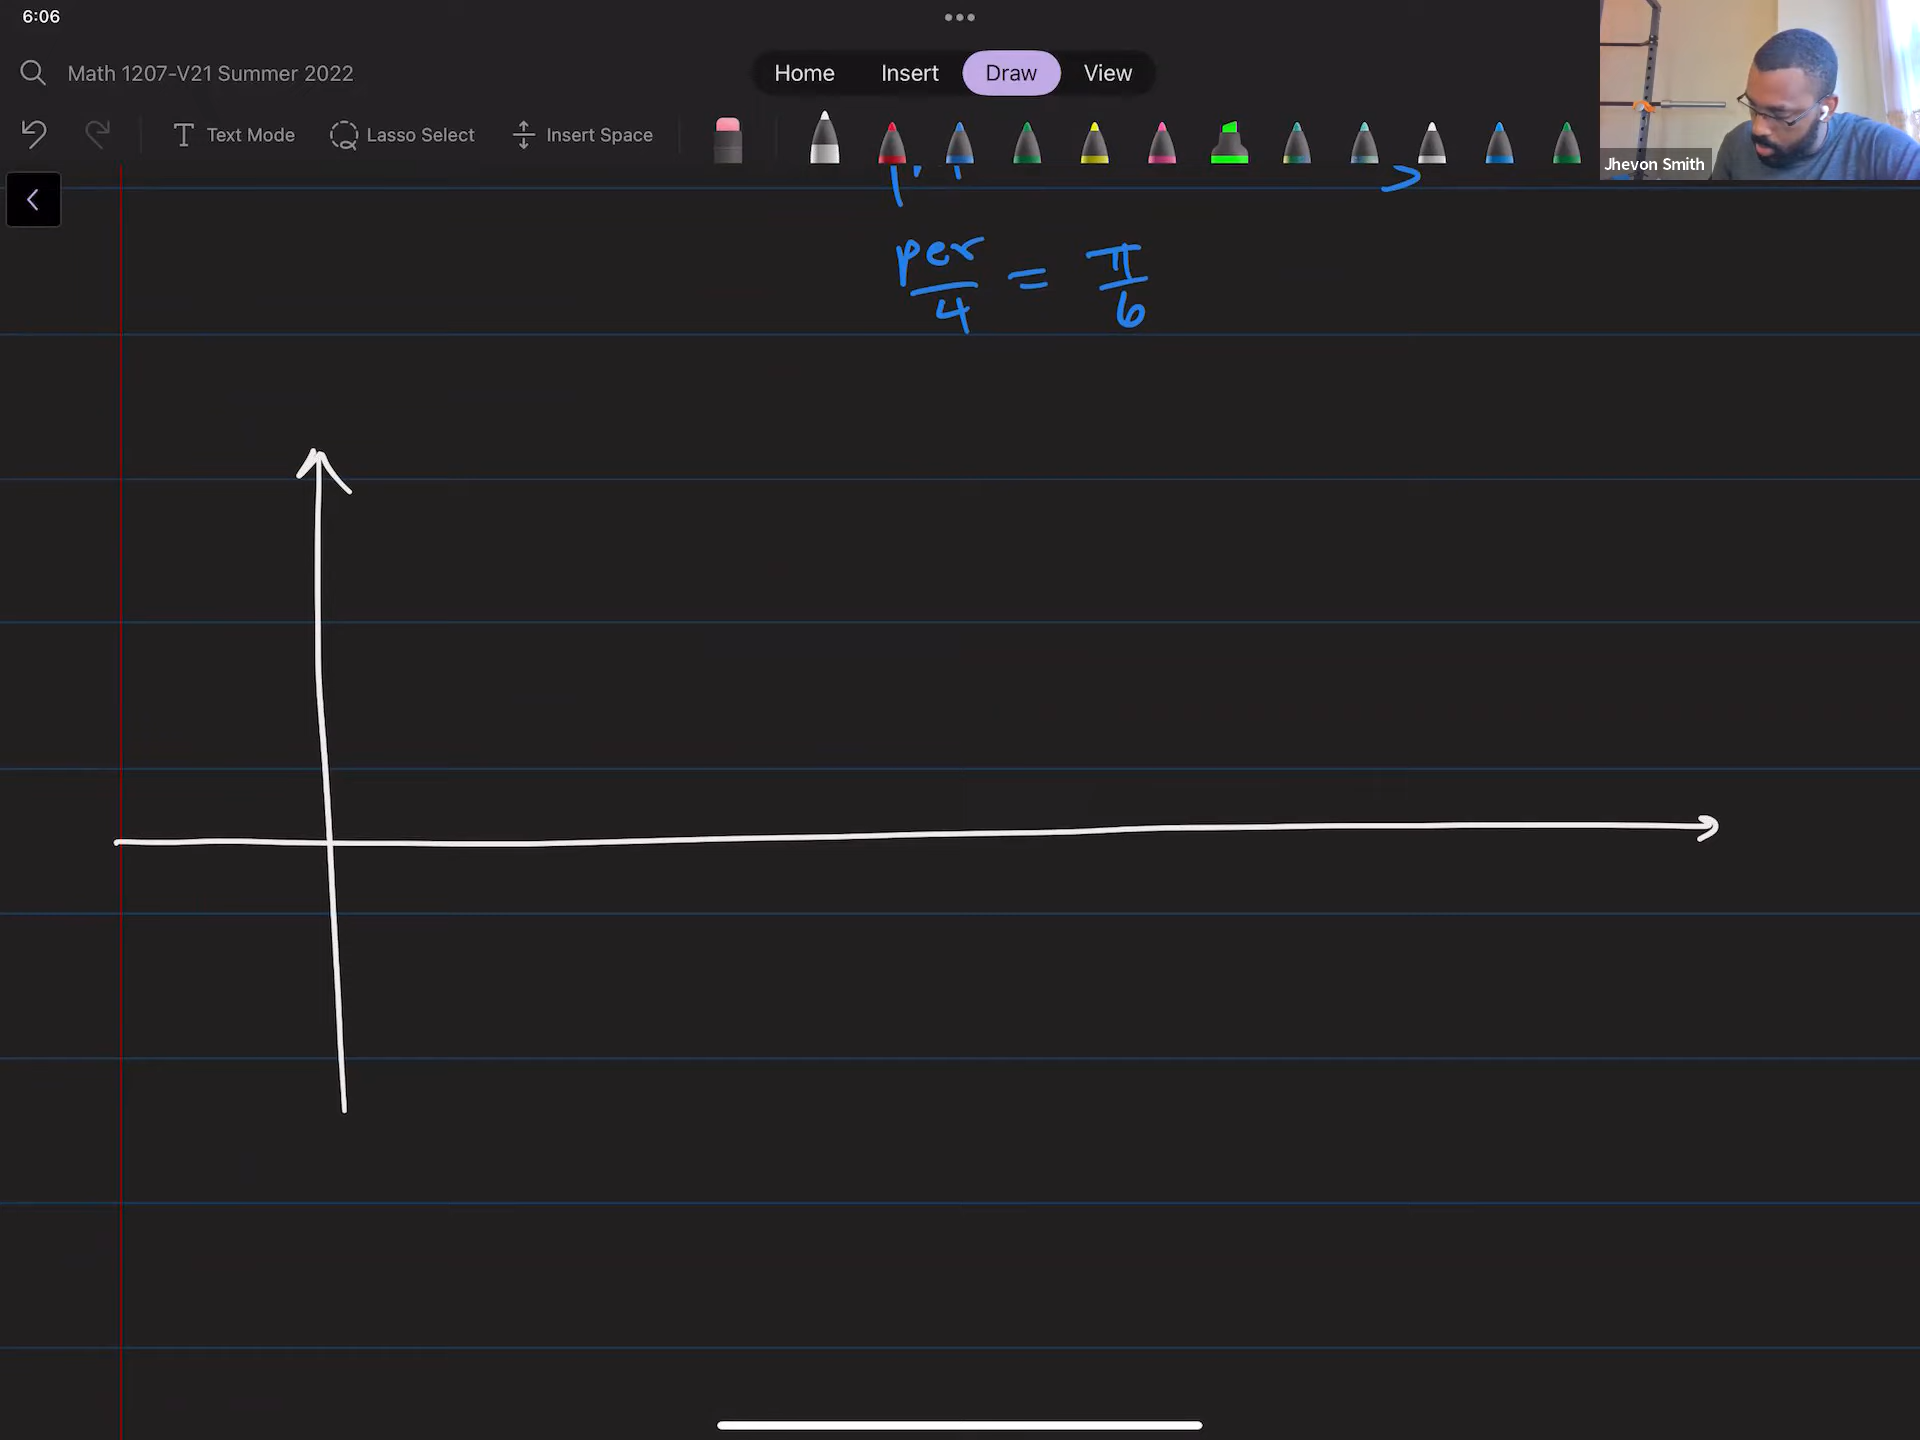 6:06
Math 1207-V21 Summer 2022
Home Insert Draw View
Text Mode Lasso Select Insert Space
Jhevon Smith
per/4 = π/6